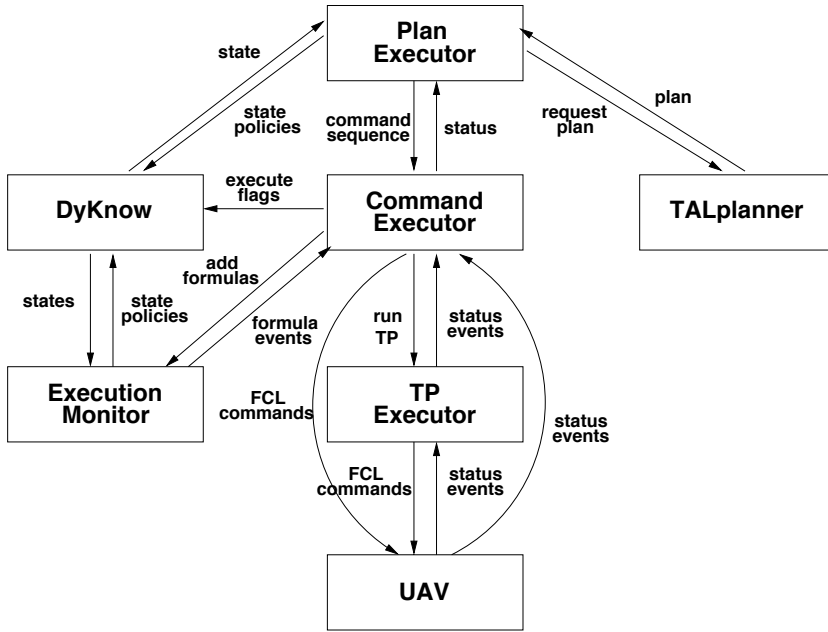 Plan
Executor
state
state
policies
command
sequence
status
request
plan
plan
DyKnow
execute
flags
Command
Executor
TALplanner
states
state
policies
add
formulas
formula
events
run
TP
status
events
Execution
Monitor
FCL
commands
TP
Executor
status
events
FCL
commands
status
events
UAV